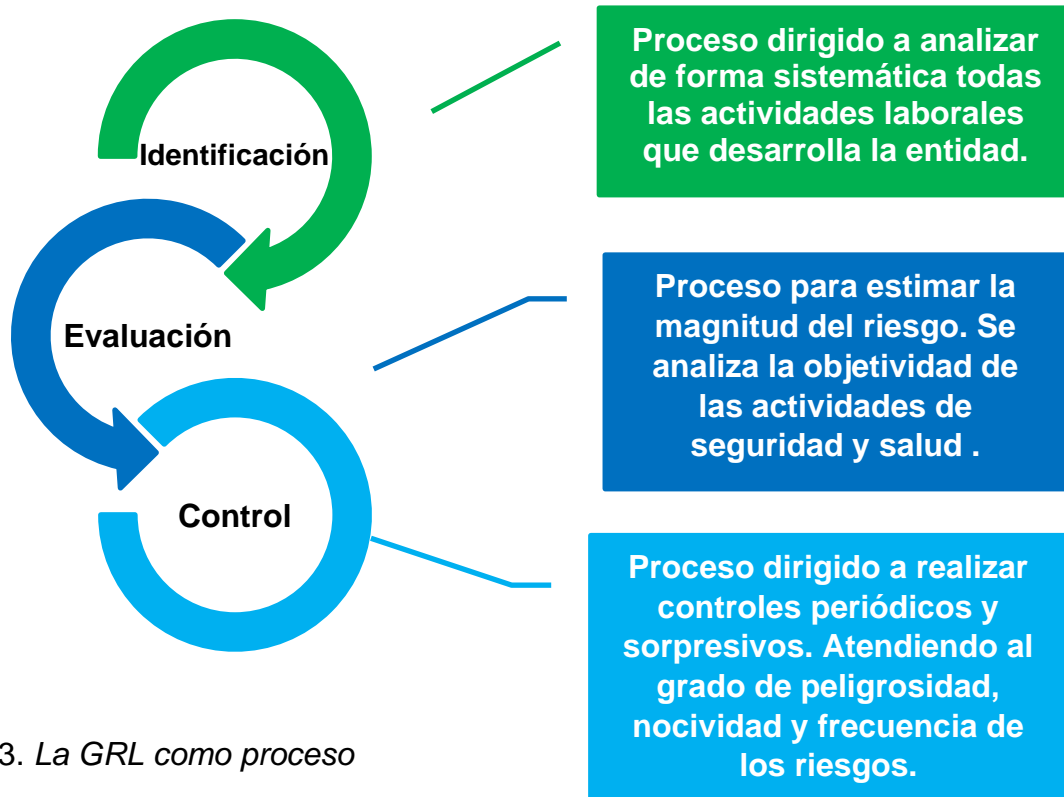 Identificación
Proceso dirigido a analizar
de forma sistemática todas
las actividades laborales
que desarrolla la entidad.
Evaluación
Proceso para estimar la
magnitud del riesgo. Se
analiza la objetividad de
las actividades de
seguridad y salud .
Control
Proceso dirigido a realizar
controles periódicos y
sorpresivos. Atendiendo al
grado de peligrosidad,
nocividad y frecuencia de
los riesgos.
3. La GRL como proceso